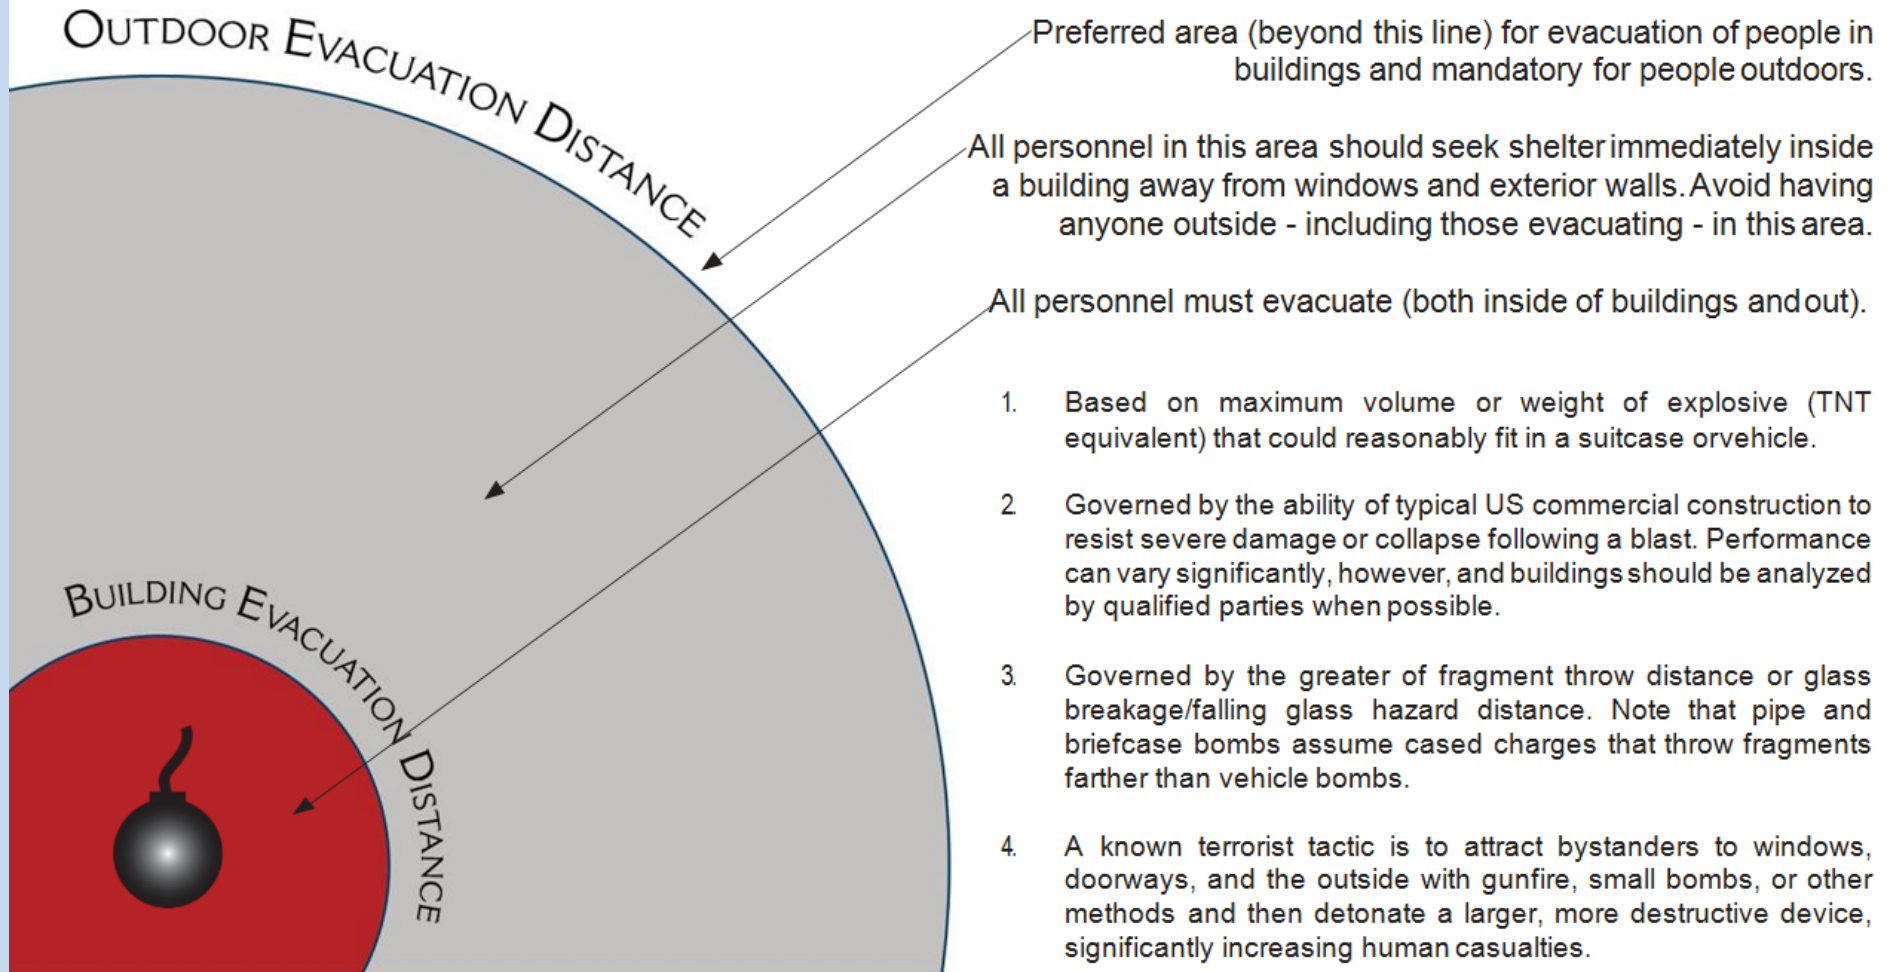 OUTDOOR EVACUATION DISTANCE
Preferred area (beyond this line) for evacuation of people in
buildings and mandatory for people outdoors.
All personnel in this area should seek shelter immediately inside
a building away from windows and exterior walls. Avoid having
anyone outside - including those evacuating - in this area.
All personnel must evacuate (both inside of buildings and out).
BUILDING EVACUATION DISTANCE
1. Based on maximum volume or weight of explosive (TNT
equivalent) that could reasonably fit in a suitcase orvehicle.
2. Governed by the ability of typical US commercial construction to
resist severe damage or collapse following a blast. Performance
can vary significantly, however, and buildings should be analyzed
by qualified parties when possible.
3. Governed by the greater of fragment throw distance or glass
breakage/falling glass hazard distance. Note that pipe and
briefcase bombs assume cased charges that throw fragments
farther than vehicle bombs.
4. A known terrorist tactic is to attract bystanders to windows,
doorways, and the outside with gunfire, small bombs, or other
methods and then detonate a larger, more destructive device,
significantly increasing human casualties.